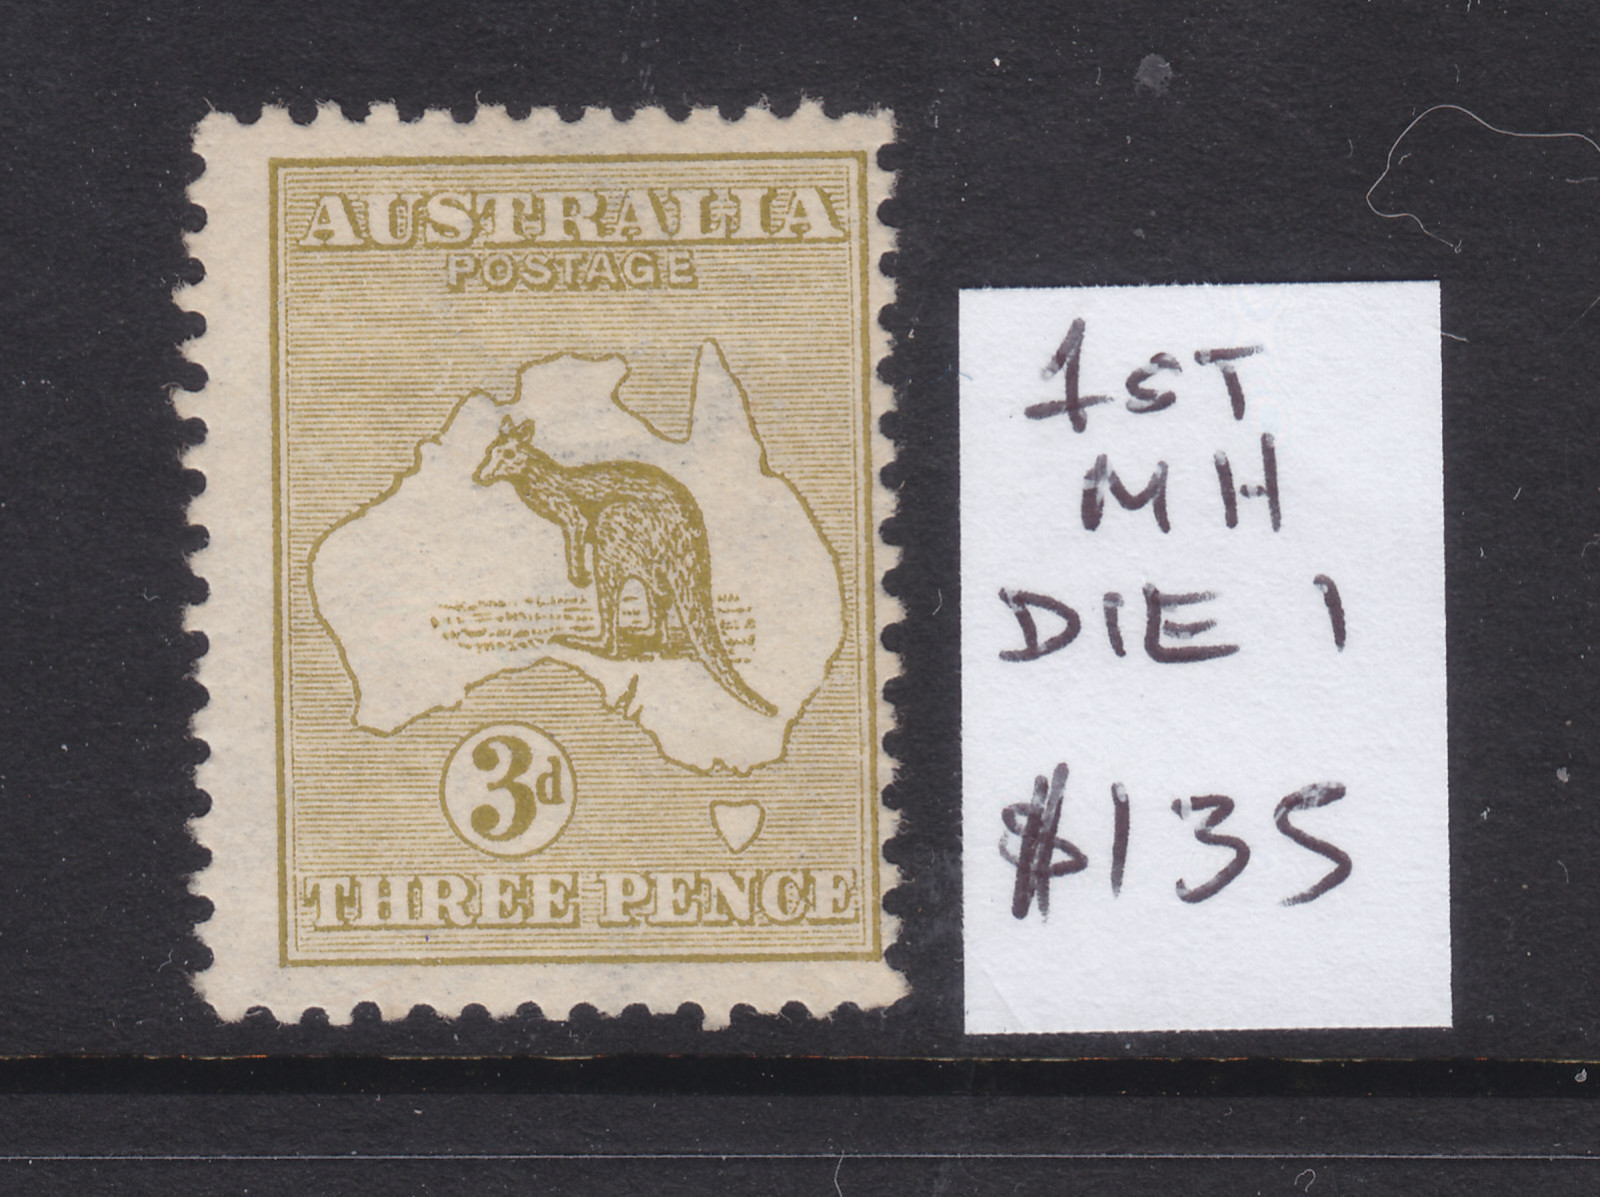 AUSTRALIA
POSTAGE
3d
THREE PENCE
1ST
MH
DIE 1
$135